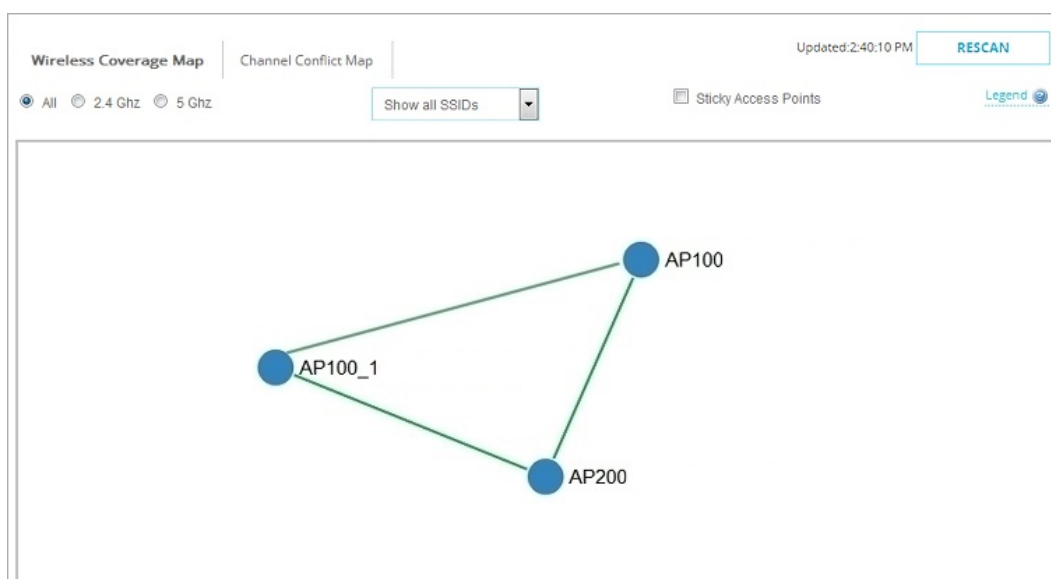 Updated:2:40:10 PM
RESCAN
Wireless Coverage Map
Channel Conflict Map
All
2.4 Ghz
5 Ghz
Show all SSIDs
Sticky Access Points
Legend ?
AP100
AP100_1
AP200